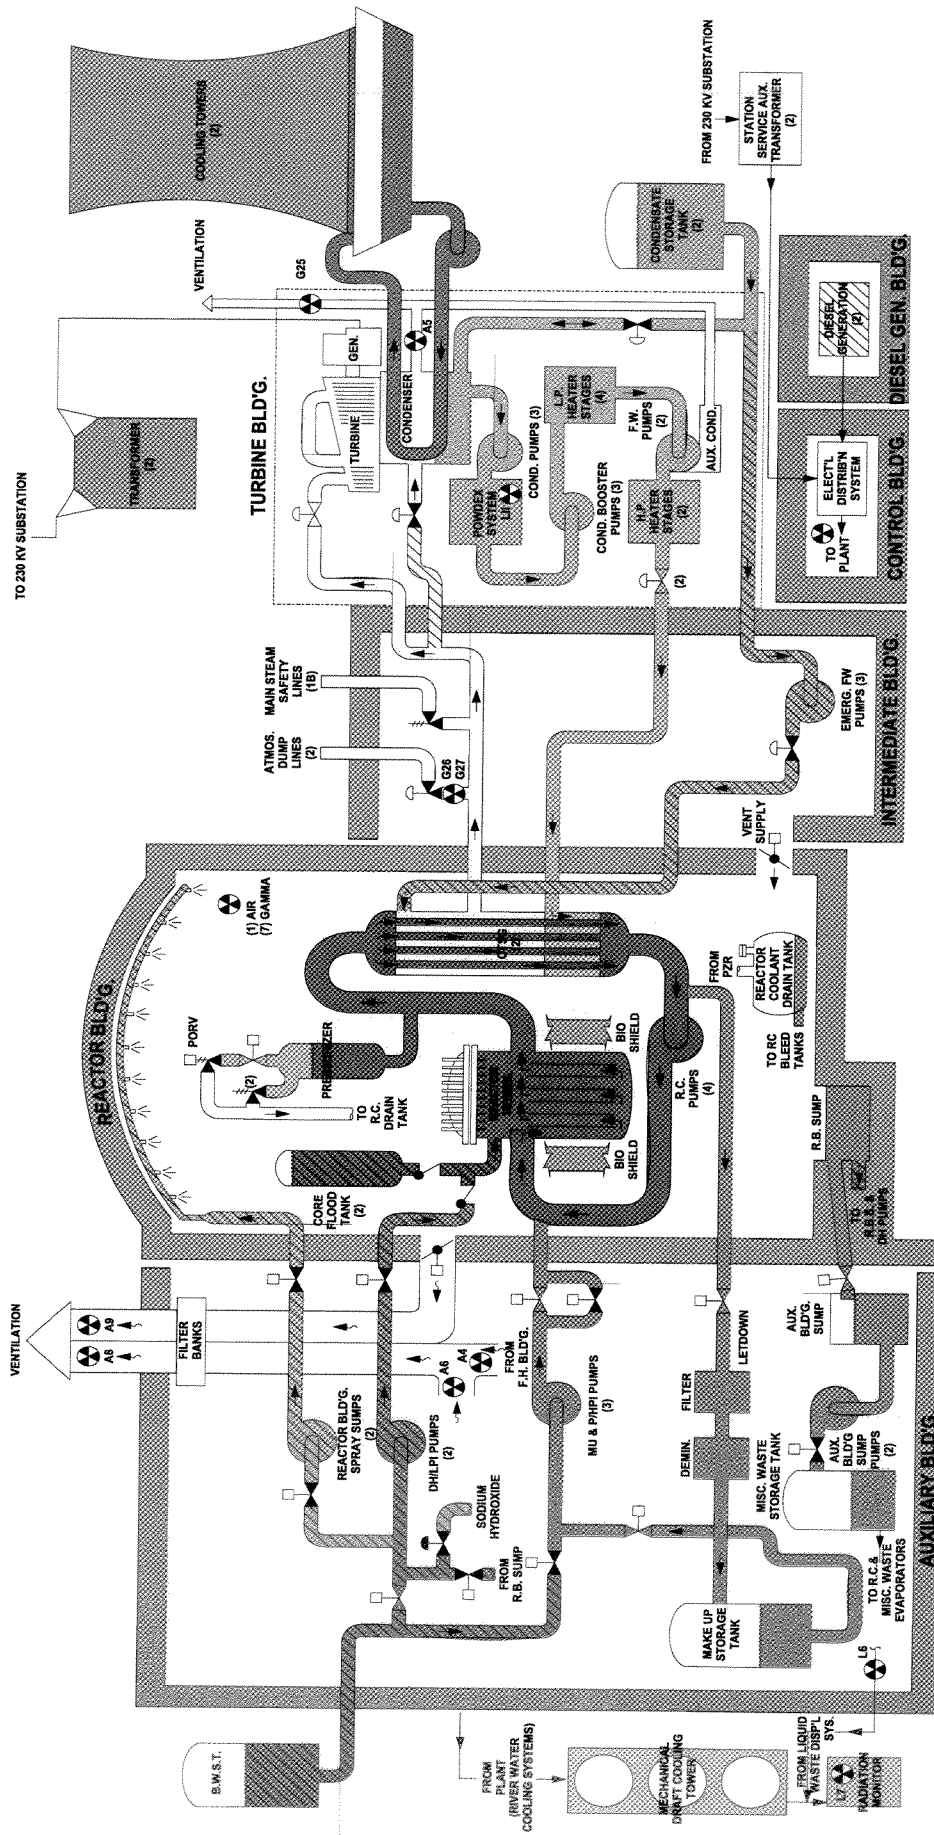 COOLING TOWERS
(2)
VENTILATION
G25
A5
FROM 230 KV SUBSTATION
STATION
SERVICE AUX.
TRANSFORMER
(2)
CONDENSATE
STORAGE
TANK
(2)
DIESEL
GENERATION
(2)
DIESEL GEN. BLD'G.
TO 230 KV SUBSTATION
TRANSFORMER
(2)
TURBINE BLD'G.
GEN.
TURBINE
CONDENSER
POWDEX
SYSTEM
COND. PUMPS (3)
L.P.
HEATER
STAGES
(4)
COND. BOOSTER
PUMPS (3)
F.W.
PUMPS
(2)
H.P.
HEATER
STAGES
(2)
(2)
AUX. COND.
ELECT'L
DISTRIB'N
SYSTEM
TO
PLANT
CONTROL BLD'G.
MAIN STEAM
SAFETY
LINES
(1B)
ATMOS.
DUMP
LINES
(2)
G26
G27
EMERG. FW
PUMPS (3)
INTERMEDIATE BLD'G.
VENT
SUPPLY
REACTOR BLD'G.
(1) AIR
(7) GAMMA
PORV
(2)
PRESSURIZER
TO
R.C.
DRAIN
TANK
CORE
FLOOD
TANK
(2)
REACTOR
VESSEL
BIO
SHIELD
BIO
SHIELD
R.C.
PUMPS
(4)
FROM
PZR
REACTOR
COOLANT
DRAIN TANK
TO RC
BLEED
TANKS
R.B. SUMP
TO
R.B.S. &
DH PUMPS
VENTILATION
A8
A9
FILTER
BANKS
A6
A4
FROM
F.H. BLD'G.
REACTOR BLD'G.
SPRAY SUMPS
(2)
DH/LPI PUMPS
(2)
SODIUM
HYDROXIDE
FROM
R.B. SUMP
MU & P/HPI PUMPS
(3)
LETDOWN
FILTER
DEMIN.
MAKE UP
STORAGE
TANK
AUX.
BLD'G.
SUMP
AUX.
BLD'G
SUMP
PUMPS
(2)
MISC. WASTE
STORAGE TANK
TO R.C.&
MISC. WASTE
EVAPORATORS
L6
AUXILIARY BLD'G.
B.W.S.T.
FROM
PLANT
(RIVER WATER
COOLING SYSTEMS)
MECHANICAL
DRAFT COOLING
TOWER
FROM LIQUID
WASTE DISP'L
SYS.
L7
RADIATION
MONITOR